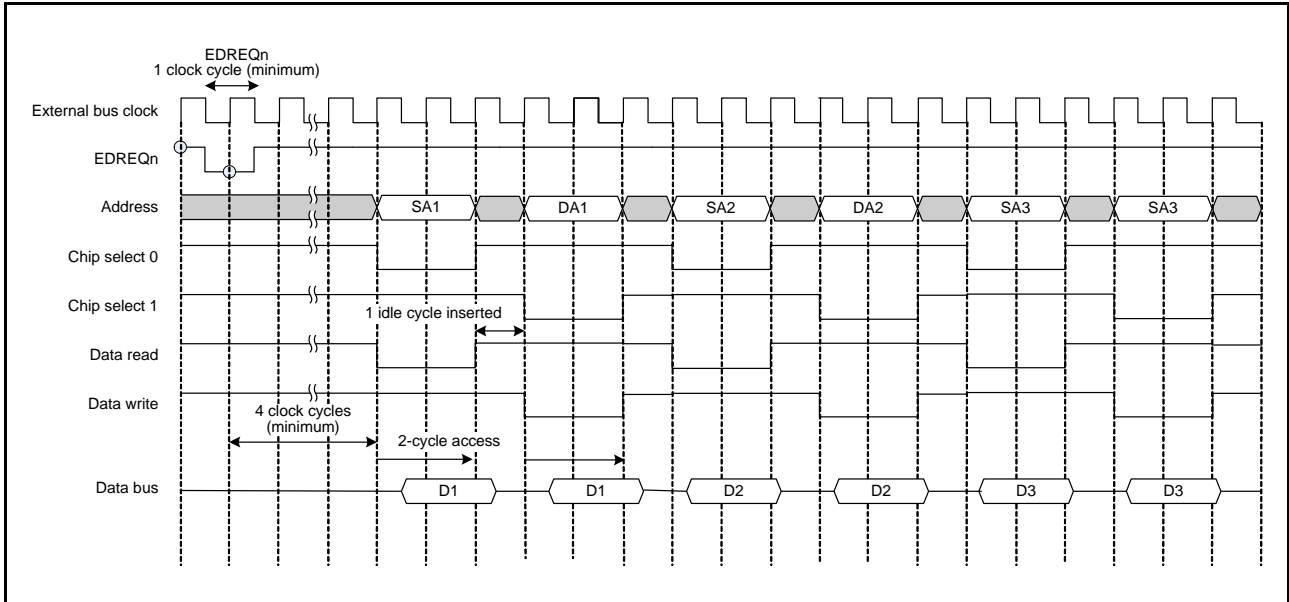 EDREQn
1 clock cycle (minimum)
External bus clock
EDREQn
Address
SA1
DA1
SA2
DA2
SA3
SA3
Chip select 0
Chip select 1
1 idle cycle inserted
Data read
Data write
4 clock cycles
(minimum)
2-cycle access
Data bus
D1
D1
D2
D2
D3
D3